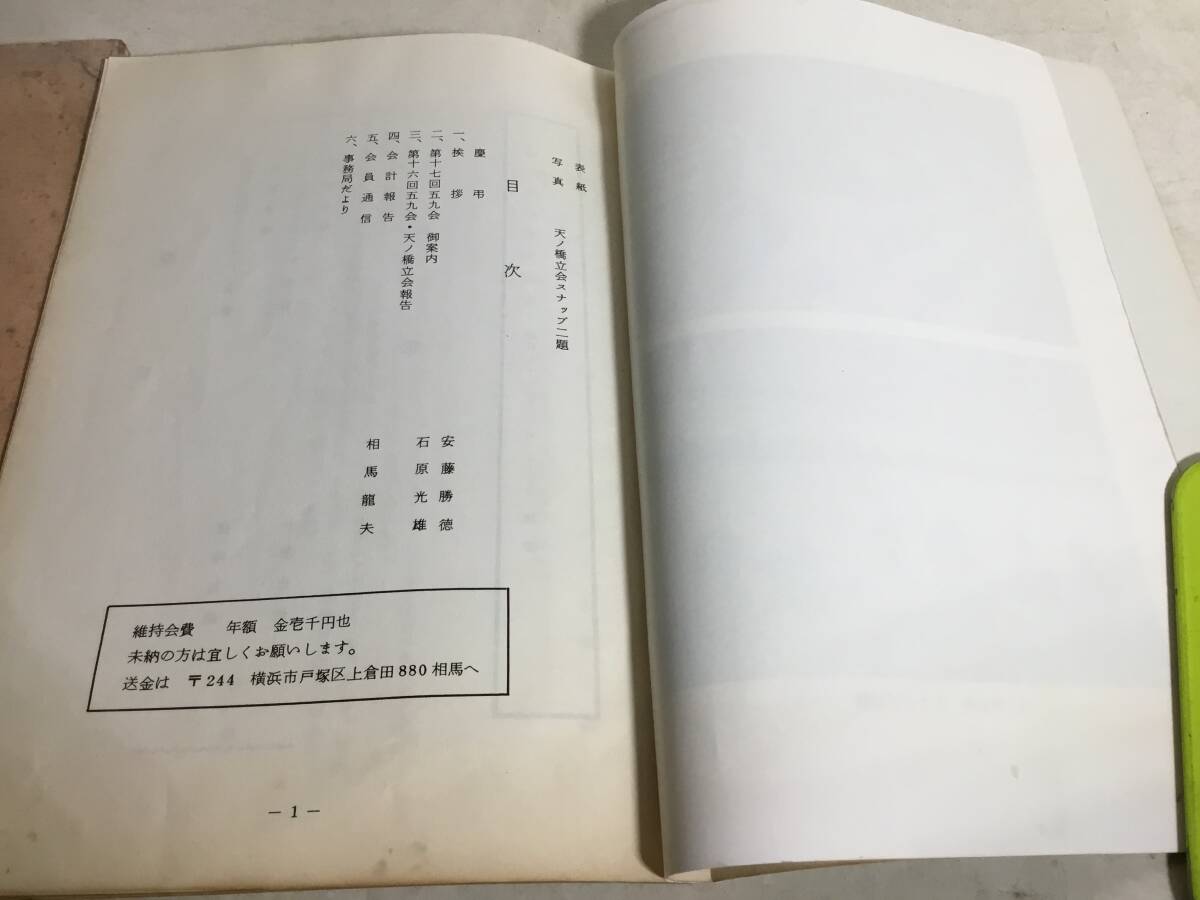 表紙
写真　天ノ橋立会スナップ二題
目次
慶弔
一、挨拶　安藤勝徳
二、第十七回五九会　御案内
三、第十六回五九会・天ノ橋立会報告　石原光雄
四、会計報告
五、会員通信　相馬龍夫
六、事務局だより
維持会費　年額　金壱千円也
未納の方は宜しくお願いします。
送金は　〒244　横浜市戸塚区上倉田880相馬へ
— 1 —